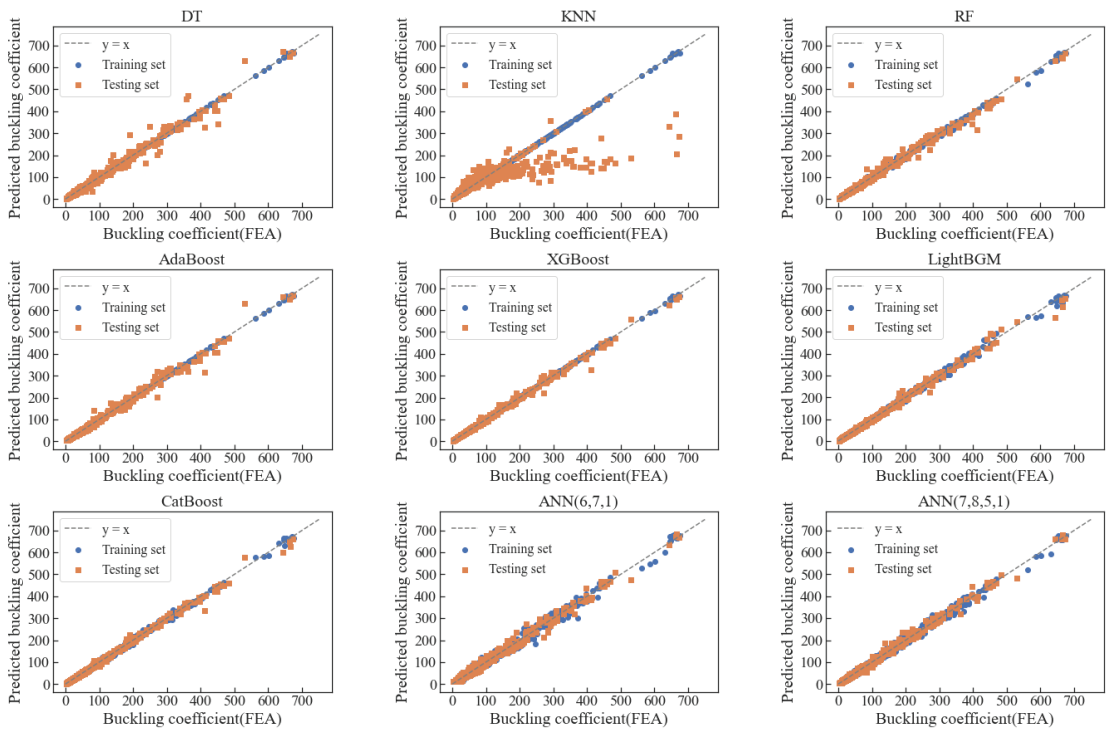 DT
Predicted buckling coefficient
700
600
500
400
300
200
100
0
y = x
Training set
Testing set
0 100 200 300 400 500 600 700
Buckling coefficient(FEA)
KNN
Predicted buckling coefficient
700
600
500
400
300
200
100
0
y = x
Training set
Testing set
0 100 200 300 400 500 600 700
Buckling coefficient(FEA)
RF
Predicted buckling coefficient
700
600
500
400
300
200
100
0
y = x
Training set
Testing set
0 100 200 300 400 500 600 700
Buckling coefficient(FEA)
AdaBoost
Predicted buckling coefficient
700
600
500
400
300
200
100
0
y = x
Training set
Testing set
0 100 200 300 400 500 600 700
Buckling coefficient(FEA)
XGBoost
Predicted buckling coefficient
700
600
500
400
300
200
100
0
y = x
Training set
Testing set
0 100 200 300 400 500 600 700
Buckling coefficient(FEA)
LightBGM
Predicted buckling coefficient
700
600
500
400
300
200
100
0
y = x
Training set
Testing set
0 100 200 300 400 500 600 700
Buckling coefficient(FEA)
CatBoost
Predicted buckling coefficient
700
600
500
400
300
200
100
0
y = x
Training set
Testing set
0 100 200 300 400 500 600 700
Buckling coefficient(FEA)
ANN(6,7,1)
Predicted buckling coefficient
700
600
500
400
300
200
100
0
y = x
Training set
Testing set
0 100 200 300 400 500 600 700
Buckling coefficient(FEA)
ANN(7,8,5,1)
Predicted buckling coefficient
700
600
500
400
300
200
100
0
y = x
Training set
Testing set
0 100 200 300 400 500 600 700
Buckling coefficient(FEA)